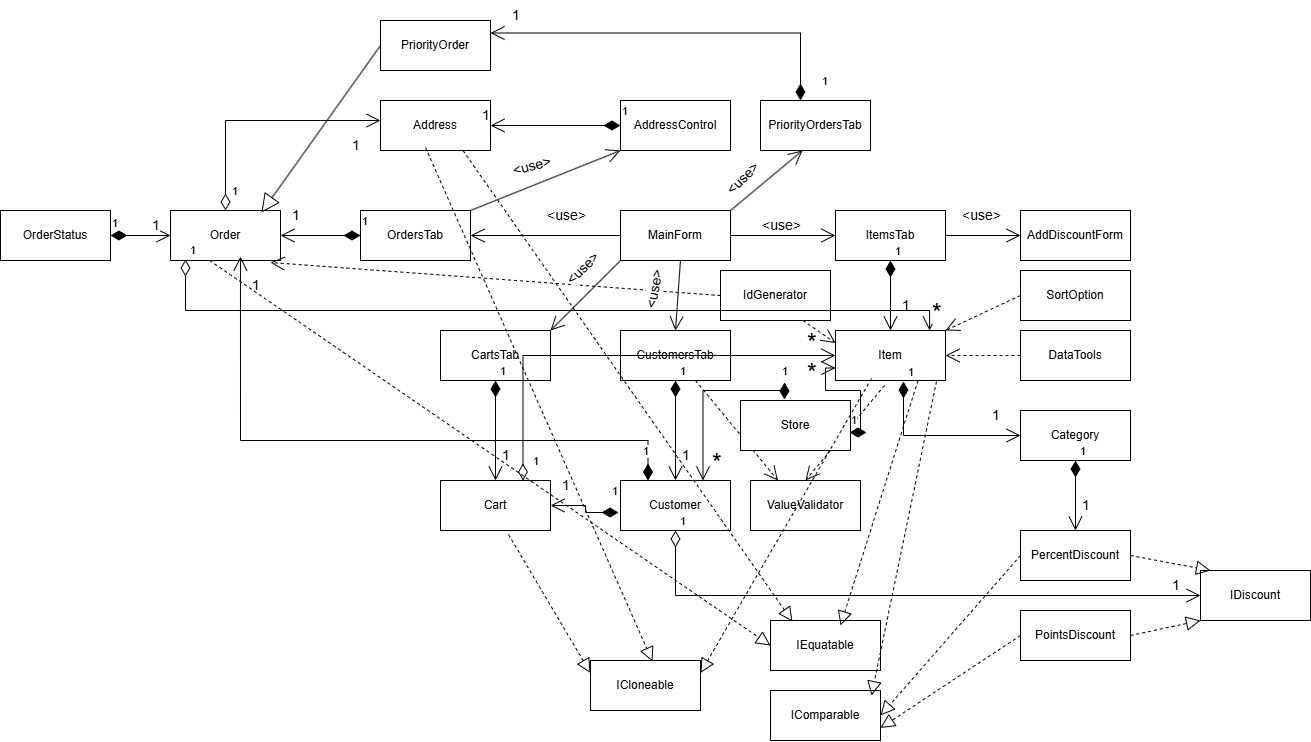 1
PriorityOrder
1
Address
1
1
AddressControl
PriorityOrdersTab
1
<use>
<use>
1
OrderStatus
1
1
Order
1
1
1
OrdersTab
<use>
MainForm
<use>
ItemsTab
1
<use>
AddDiscountForm
1
<use>
<use>
IdGenerator
SortOption
1
*
*
CartsTab
1
CustomersTab
1
Item
1
DataTools
*
1
Store
1
1
Category
1
1
1
1
1
*
1
1
Cart
1
Customer
1
ValueValidator
1
PercentDiscount
1
IDiscount
PointsDiscount
IEquatable
ICloneable
IComparable